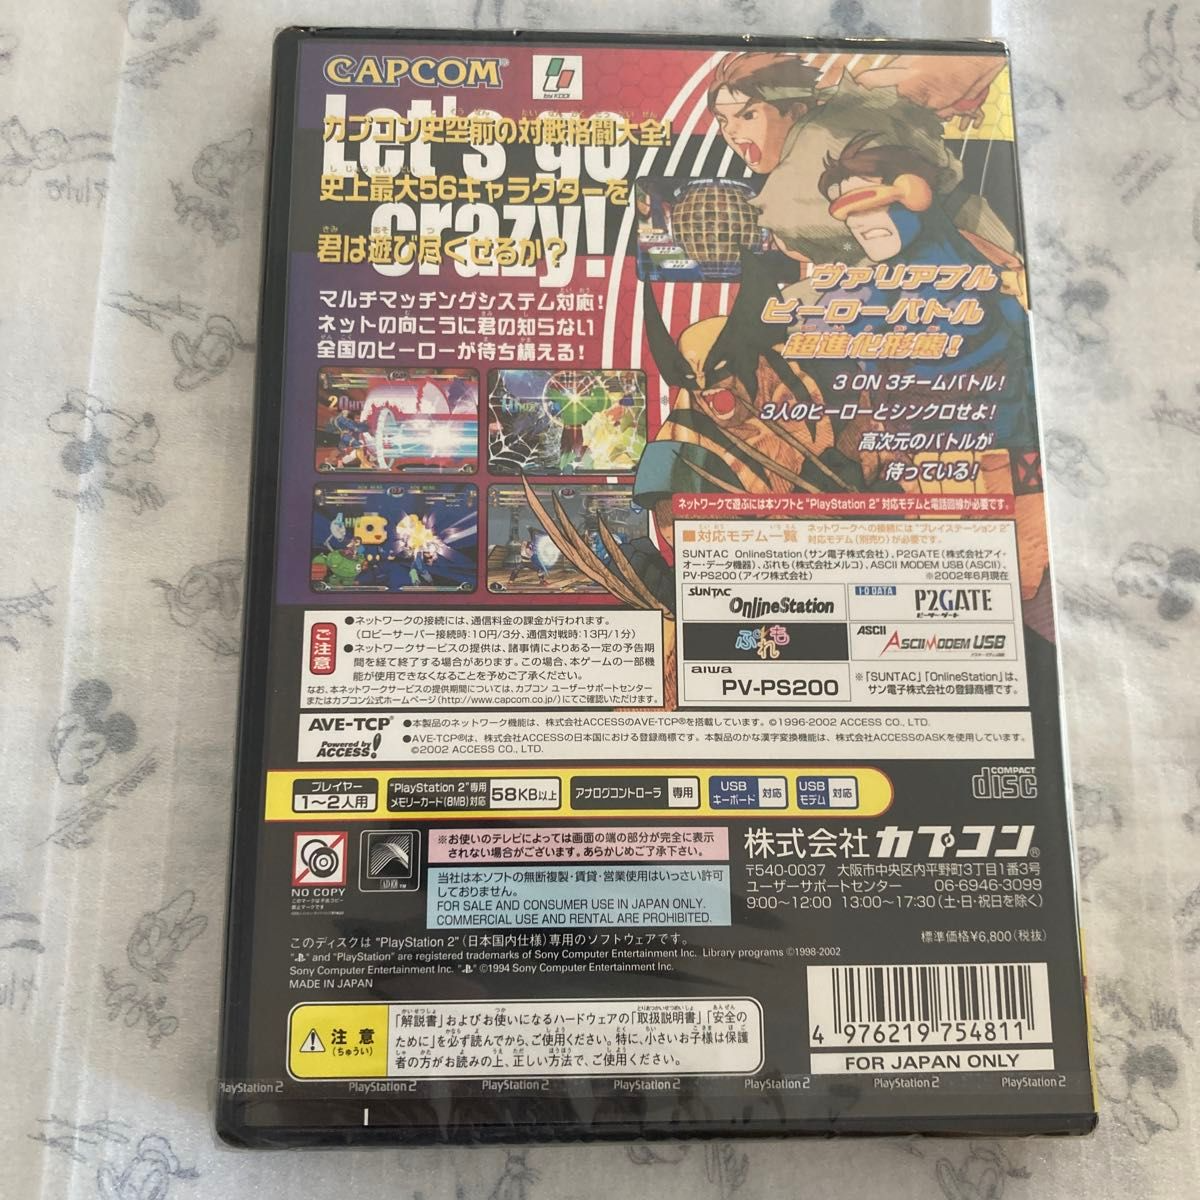 CAPCOM
by KDDI
Let's go crazy!
カプコン史空前の対戦格闘大全!
史上最大56キャラクターを
君は遊び尽くせるか?
マルチマッチングシステム対応!
ネットの向こうに君の知らない
全国のヒーローが待ち構える!
ヴァリアブル
ヒーローバトル
超進化形態!
3 ON 3チームバトル!
3人のヒーローとシンクロせよ!
高次元のバトルが
待っている!
ネットワークで遊ぶには本ソフトと"PlayStation 2"対応モデムと電話回線が必要です。
■対応モデム一覧
ネットワークへの接続には"プレイステーション 2"
対応モデム(別売り)が必要です。
SUNTAC OnlineStation(サン電子株式会社)、P2GATE(株式会社アイ・
オー・データ機器)、ぷれも(株式会社メルコ)、ASCII MODEM USB(ASCII)、
PV-PS200(アイワ株式会社)
※2002年6月現在
SUNTAC OnlineStation
I-O DATA P2GATE
ぷれも
ASCII ASCII MODEM USB
aiwa PV-PS200
※「SUNTAC」「OnlineStation」は、
サン電子株式会社の登録商標です。
ご注意
●ネットワークの接続には、通信料金の課金が行われます。
(ロビーサーバー接続時:10円/3分、通信対戦時:13円/1分)
●ネットワークサービスの提供は、諸事情によりある一定の予告期
間を経て終了する場合があります。この場合、本ゲームの一部機
能が使用できなくなることを予めご了承ください。
なお、本ネットワークサービスの提供期間については、カプコン ユーザーサポートセンター
またはカプコン公式ホームページ(http://www.capcom.co.jp/)にてご確認いただけます。
AVE-TCP®
Powered by ACCESS!
●本製品のネットワーク機能は、株式会社ACCESSのAVE-TCP®を搭載しています。©1996-2002 ACCESS CO., LTD.
●AVE-TCP®は、株式会社ACCESSの日本国における登録商標です。本製品のかな漢字変換機能は、株式会社ACCESSのASKを使用しています。
©2002 ACCESS CO., LTD.
プレイヤー
1〜2人用
"PlayStation 2"専用
メモリーカード(8MB)対応
58KB以上
アナログコントローラ
専用
USB
キーボード
対応
USB
モデム
対応
COMPACT
disc
NO COPY
※お使いのテレビによっては画面の端の部分が完全に表示
されない場合がございます。あらかじめご了承下さい。
当社は本ソフトの無断複製・賃貸・営業使用はいっさい許可
しておりません。
FOR SALE AND CONSUMER USE IN JAPAN ONLY.
COMMERCIAL USE AND RENTAL ARE PROHIBITED.
株式会社カプコン®
〒540-0037 大阪市中央区内平野町3丁目1番3号
ユーザーサポートセンター 06-6946-3099
9:00〜12:00 13:00〜17:30(土・日・祝日を除く)
このディスクは "PlayStation 2"(日本国内仕様)専用のソフトウェアです。
標準価格¥6,800(税抜)
" " and "PlayStation" are registered trademarks of Sony Computer Entertainment Inc. Library programs ©1998-2002
Sony Computer Entertainment Inc. " " ©1994 Sony Computer Entertainment Inc.
MADE IN JAPAN
注意
(ちゅうい)
「解説書」およびお使いになるハードウェアの「取扱説明書」「安全の
ために」を必ず読んでから、ご使用ください。特に、小さいお子様は保護
者の方がお読みの上、正しい方法で、ご使用ください。
4 976219 754811
FOR JAPAN ONLY
PlayStation 2 PlayStation 2 PlayStation 2 PlayStation 2 PlayStation 2 PlayStation 2 PlayStation 2